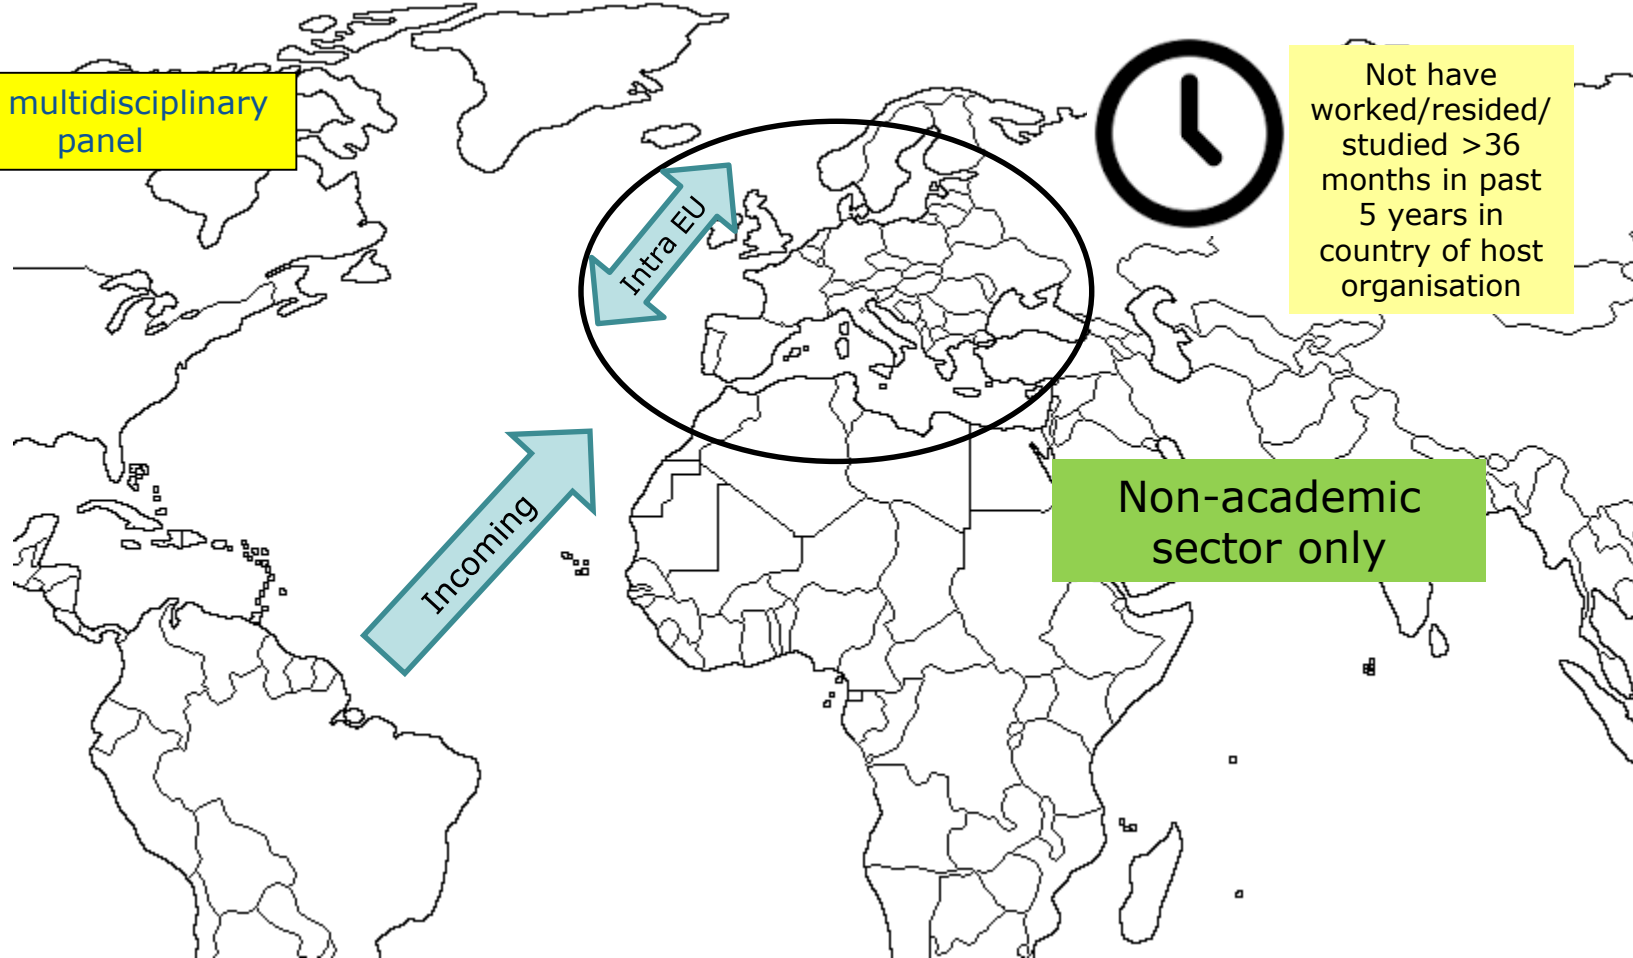 multidisciplinary
panel
Not have
worked/resided/
studied >36
months in past
5 years in
country of host
organisation
Intra EU
Incoming
Non-academic
sector only